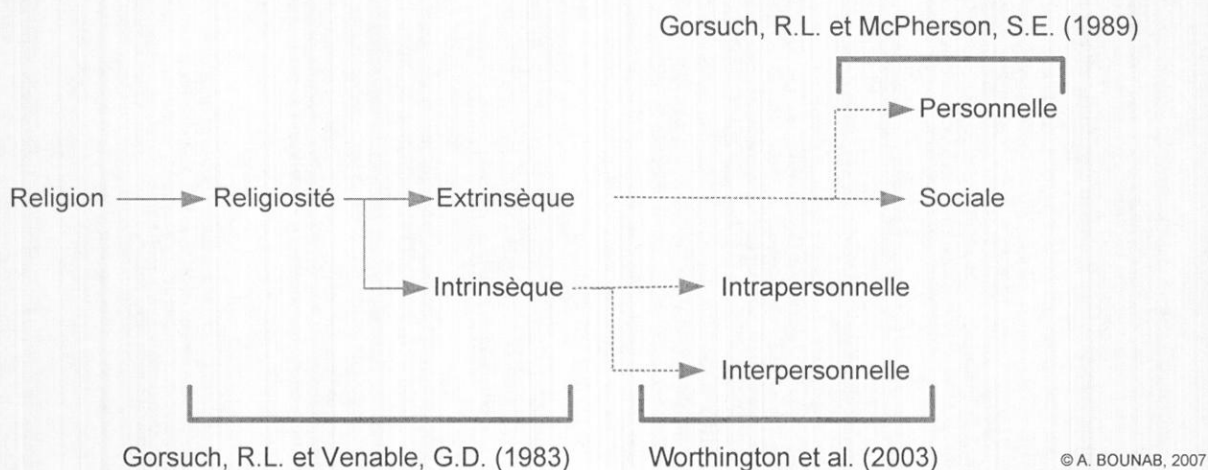 Gorsuch, R.L. et McPherson, S.E. (1989)
Personnelle
Religion Religiosité Extrinsèque Sociale
Intrinsèque Intrapersonnelle
Interpersonnelle
Gorsuch, R.L. et Venable, G.D. (1983) Worthington et al. (2003) © A. BOUNAB, 2007